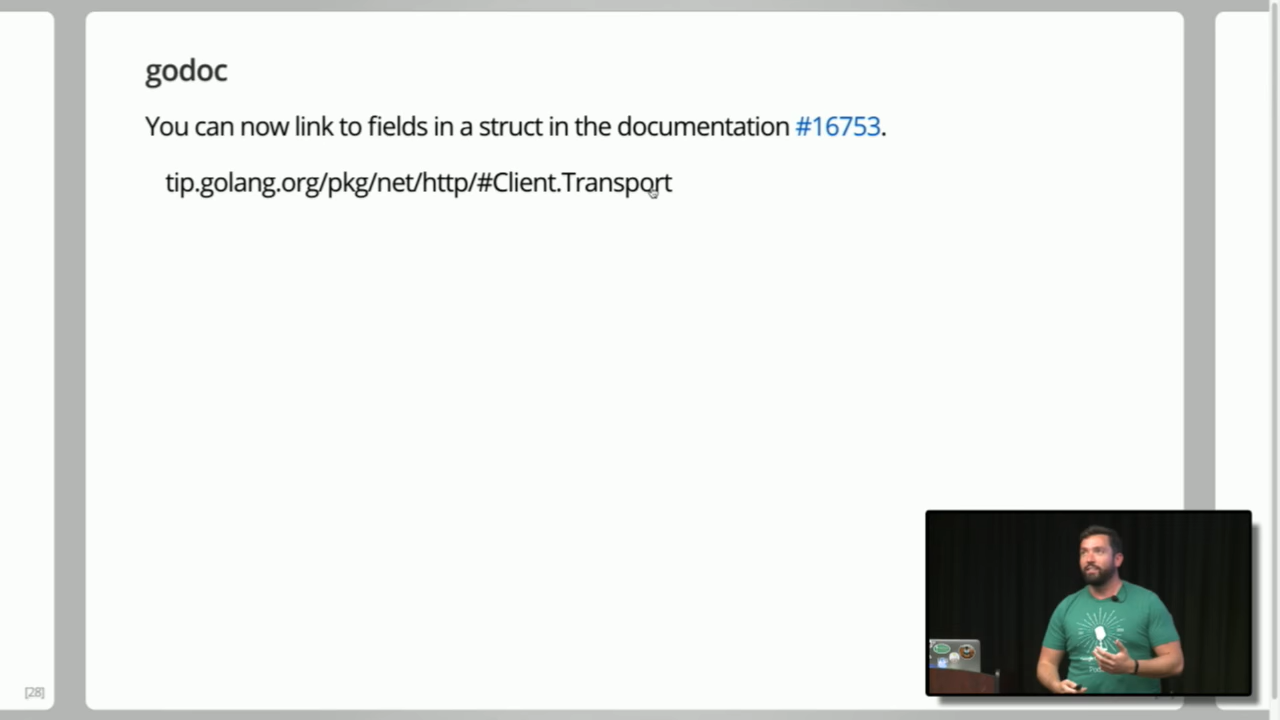 godoc
You can now link to fields in a struct in the documentation #16753.
tip.golang.org/pkg/net/http/#Client.Transport
[28]